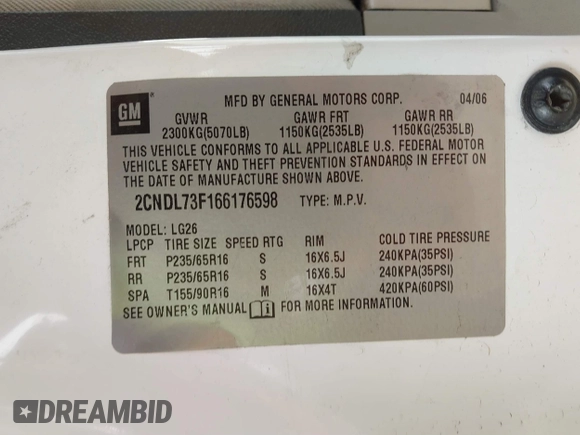 GM
MFD BY GENERAL MOTORS CORP. 04/06
GVWR GAWR FRT GAWR RR
2300KG(5070LB) 1150KG(2535LB) 1150KG(2535LB)
THIS VEHICLE CONFORMS TO ALL APPLICABLE U.S. FEDERAL MOTOR
VEHICLE SAFETY AND THEFT PREVENTION STANDARDS IN EFFECT ON
THE DATE OF MANUFACTURE SHOWN ABOVE.
2CNDL73F166176598 TYPE: M.P.V.
MODEL: LG26
LPCP TIRE SIZE SPEED RTG RIM COLD TIRE PRESSURE
FRT P235/65R16 S 16X6.5J 240KPA(35PSI)
RR P235/65R16 S 16X6.5J 240KPA(35PSI)
SPA T155/90R16 M 16X4T 420KPA(60PSI)
SEE OWNER'S MANUAL FOR MORE INFORMATION.
DREAMBID